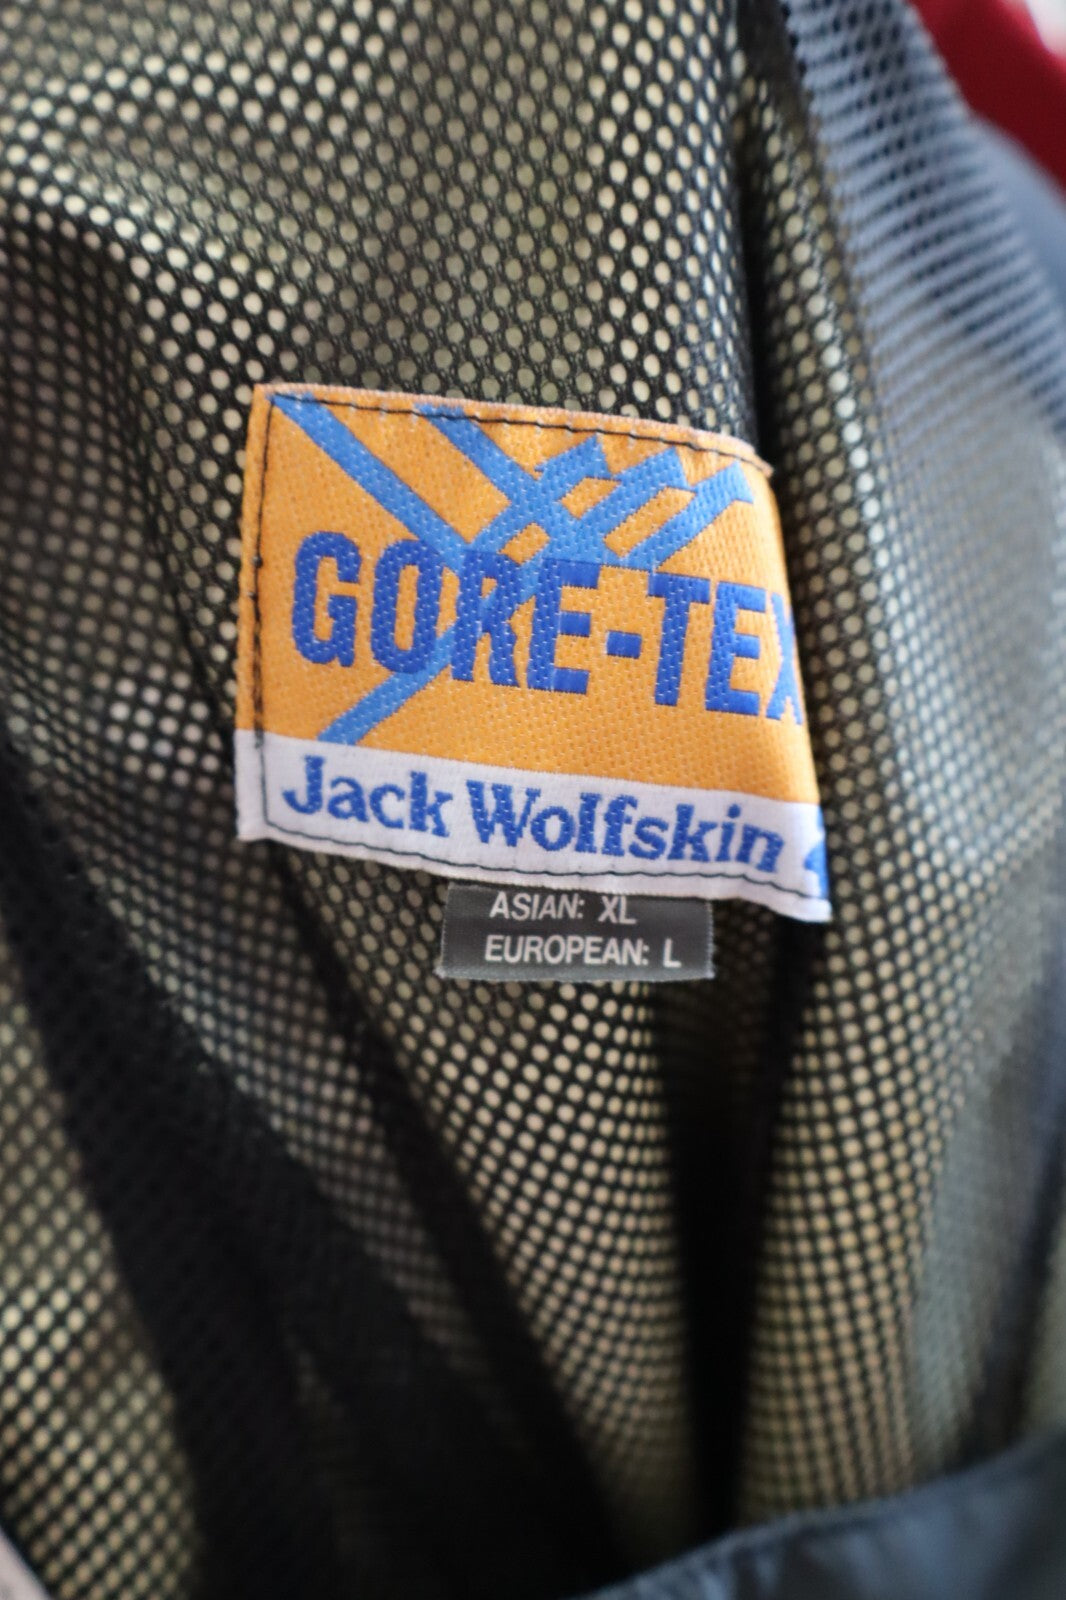 GORE-TEX
Jack Wolfskin
ASIAN: XL
EUROPEAN: L